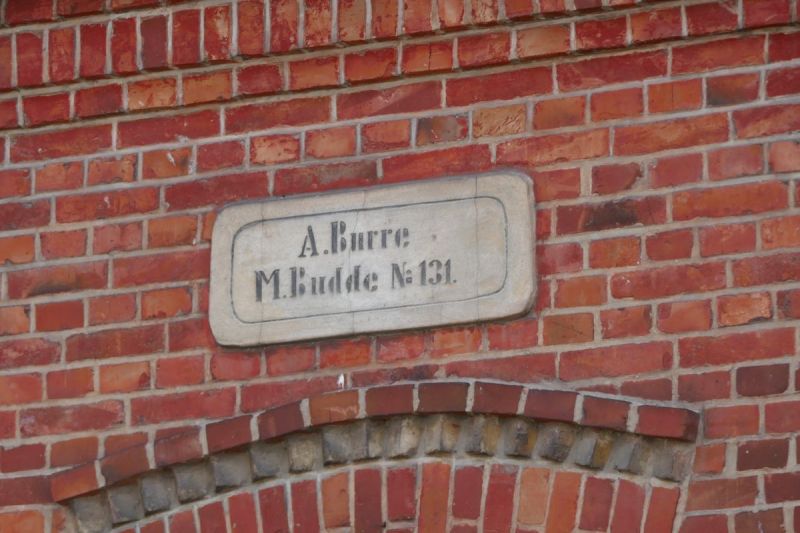 A. Burre
M. Budde № 131.